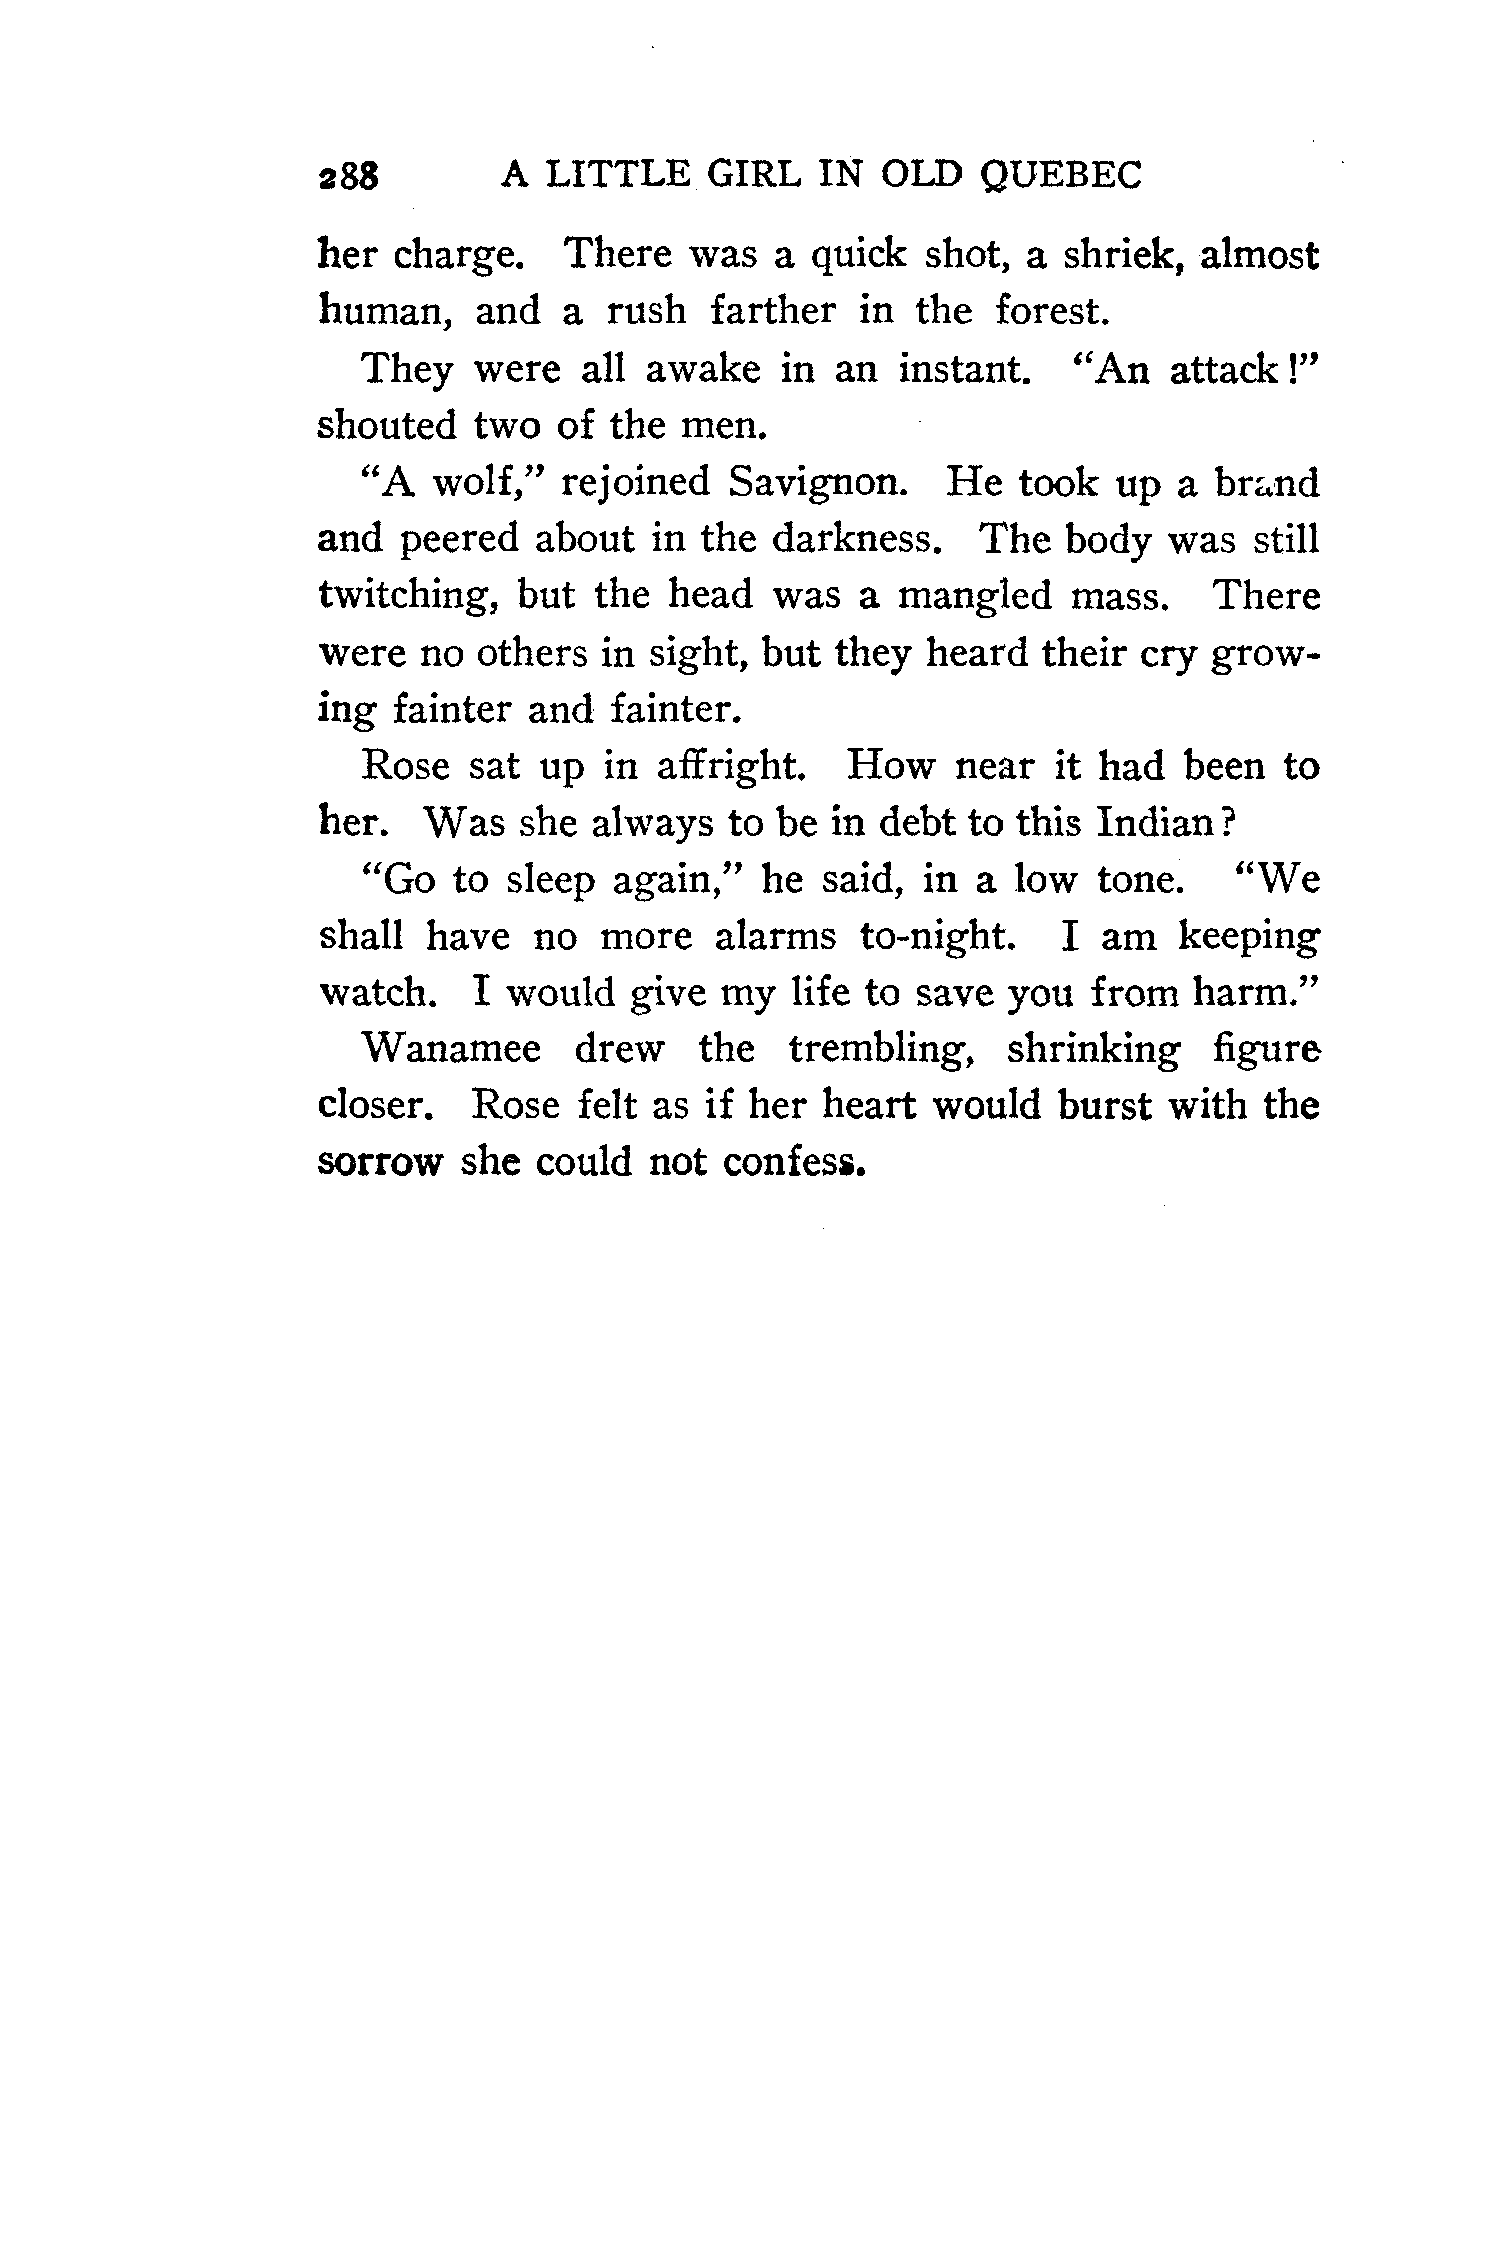 288 A LITTLE GIRL IN OLD QUEBEC
her charge. There was a quick shot, a shriek, almost
human, and a rush farther in the forest.
They were all awake in an instant. "An attack!"
shouted two of the men.
"A wolf," rejoined Savignon. He took up a brand
and peered about in the darkness. The body was still
twitching, but the head was a mangled mass. There
were no others in sight, but they heard their cry grow-
ing fainter and fainter.
Rose sat up in affright. How near it had been to
her. Was she always to be in debt to this Indian?
"Go to sleep again," he said, in a low tone. "We
shall have no more alarms to-night. I am keeping
watch. I would give my life to save you from harm."
Wanamee drew the trembling, shrinking figure
closer. Rose felt as if her heart would burst with the
sorrow she could not confess.